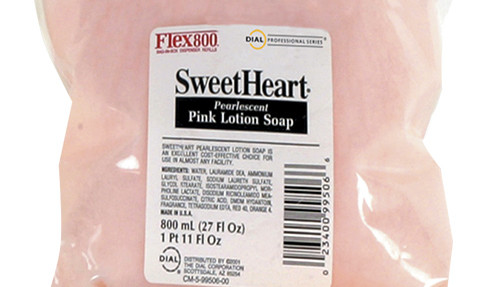 Flex800
BAG-IN-BOX DISPENSER REFILLS
DIAL PROFESSIONAL SERIES
SweetHeart
Pearlescent
Pink Lotion Soap
SWEETHEART PEARLESCENT LOTION SOAP IS
AN EXCELLENT COST-EFFECTIVE CHOICE FOR
USE IN ALMOST ANY FACILITY.
INGREDIENTS: WATER, LAURAMIDE DEA, AMMONIUM
LAURYL SULFATE, SODIUM LAURETH SULFATE,
GLYCOL STEARATE, ISOSTEARAMIDOPROPYL MOR-
PHOLINE LACTATE, DISODIUM RICINOLEAMIDO MEA-
SULFOSUCCINATE, CITRIC ACID, DMDM HYDANTOIN,
FRAGRANCE, TETRASODIUM EDTA, RED 40, ORANGE 4.
MADE IN U.S.A.
800 mL (27 Fl Oz)
1 Pt 11 Fl Oz
DIAL
DISTRIBUTED BY ©2001
THE DIAL CORPORATION
SCOTTSDALE, AZ 85254
CM-5-99506-00
0 23400 99506 6